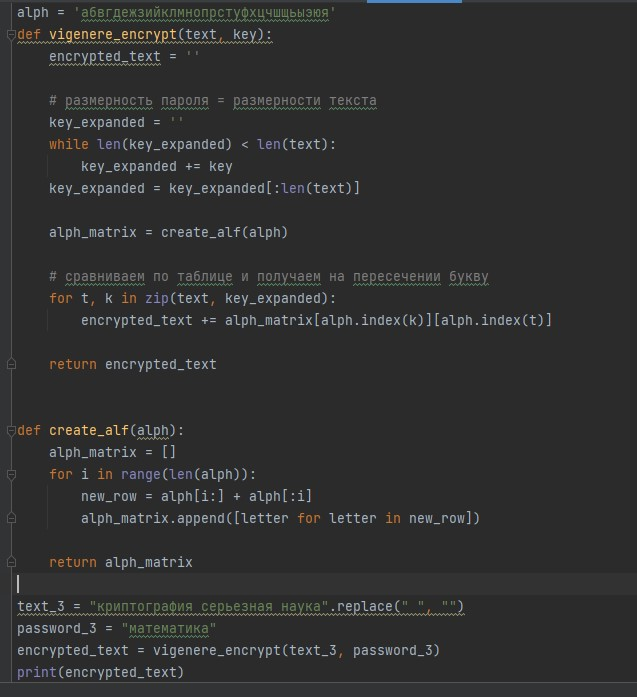 alph = 'абвгдежзийклмнопрстуфхцчшщьыэюя'
def vigenere_encrypt(text, key):
    encrypted_text = ''

    # размерность пароля = размерности текста
    key_expanded = ''
    while len(key_expanded) < len(text):
        key_expanded += key
    key_expanded = key_expanded[:len(text)]

    alph_matrix = create_alf(alph)

    # сравниваем по таблице и получаем на пересечении букву
    for t, k in zip(text, key_expanded):
        encrypted_text += alph_matrix[alph.index(k)][alph.index(t)]

    return encrypted_text


def create_alf(alph):
    alph_matrix = []
    for i in range(len(alph)):
        new_row = alph[i:] + alph[:i]
        alph_matrix.append([letter for letter in new_row])

    return alph_matrix

text_3 = "криптография серьезная наука".replace(" ", "")
password_3 = "математика"
encrypted_text = vigenere_encrypt(text_3, password_3)
print(encrypted_text)